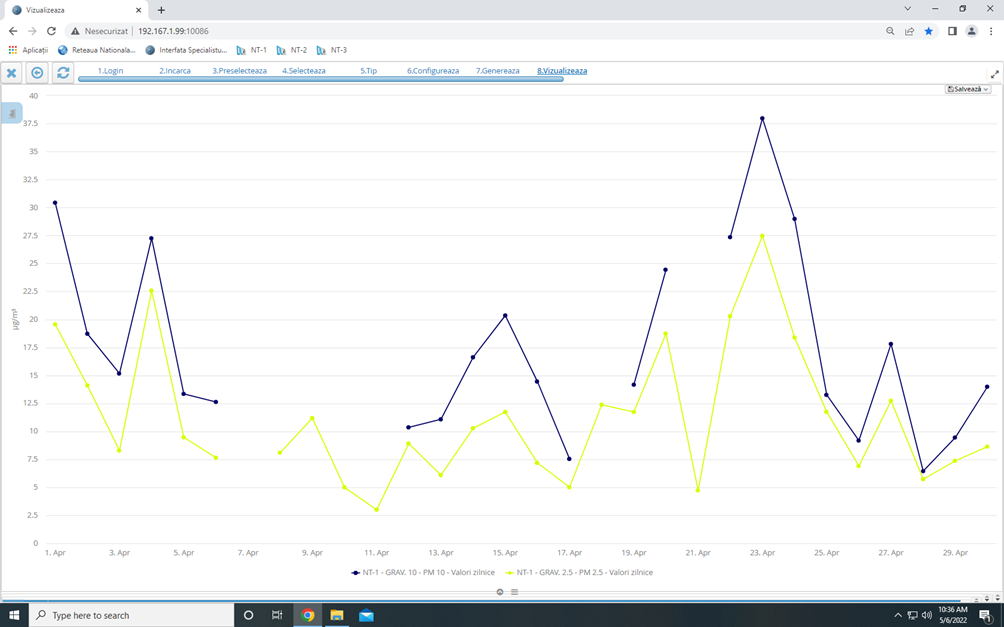 Vizualizeaza
Nesecurizat | 192.167.1.99:10086
Aplicații Reteaua Nationala... Interfata Specialistu... NT-1 NT-2 NT-3
1.Login 2.Incarca 3.Preselecteaza 4.Selecteaza 5.Tip 6.Configureaza 7.Genereaza 8.Vizualizeaza
Salvează
40
37.5
35
32.5
30
27.5
25
22.5
20
17.5
15
12.5
10
7.5
5
2.5
0
µg/m³
1. Apr 3. Apr 5. Apr 7. Apr 9. Apr 11. Apr 13. Apr 15. Apr 17. Apr 19. Apr 21. Apr 23. Apr 25. Apr 27. Apr 29. Apr
NT-1 - GRAV. 10 - PM 10 - Valori zilnice NT-1 - GRAV. 2.5 - PM 2.5 - Valori zilnice
Type here to search
10:36 AM
5/6/2022
1